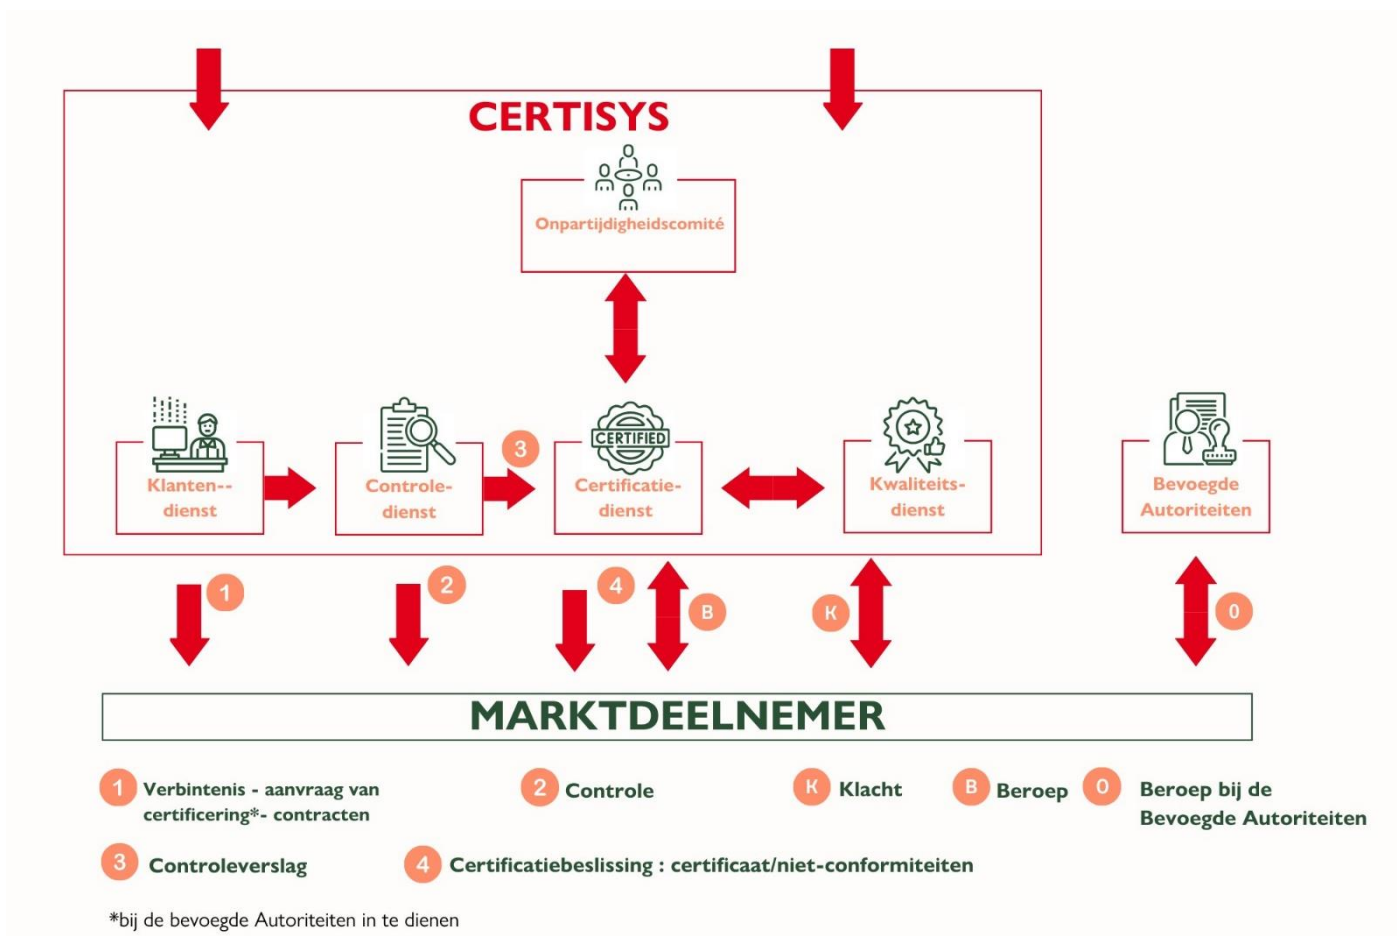 CERTISYS
Onpartijdigheidscomité
CERTIFIED
Klanten--
dienst
Controle-
dienst
3
Certificatie-
dienst
Kwaliteits-
dienst
Bevoegde
Autoriteiten
1
2
4
B
K
0
MARKTDEELNEMER
1 Verbintenis - aanvraag van
certificering*- contracten
2 Controle
K Klacht
B Beroep
0 Beroep bij de
Bevoegde Autoriteiten
3 Controleverslag
4 Certificatiebeslissing : certificaat/niet-conformiteiten
*bij de bevoegde Autoriteiten in te dienen